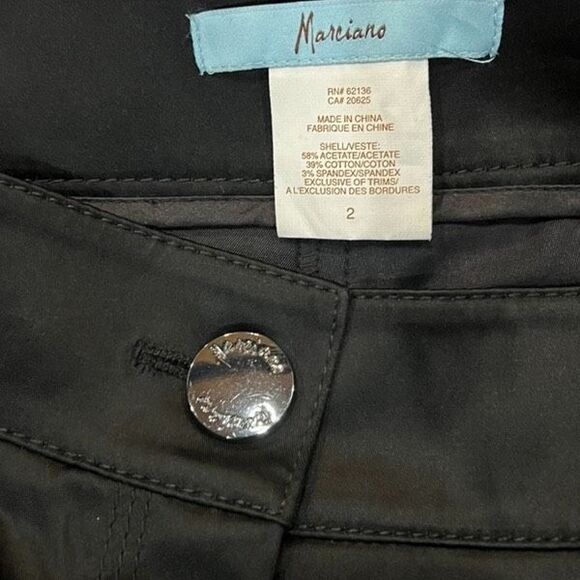 Marciano
RN# 62136
CA# 20625
MADE IN CHINA
FABRIQUE EN CHINE
SHELL/VESTE:
58% ACETATE/ACETATE
39% COTTON/COTON
3% SPANDEX/SPANDEX
EXCLUSIVE OF TRIMS/
A L'EXCLUSION DES BORDURES
2
Marciano